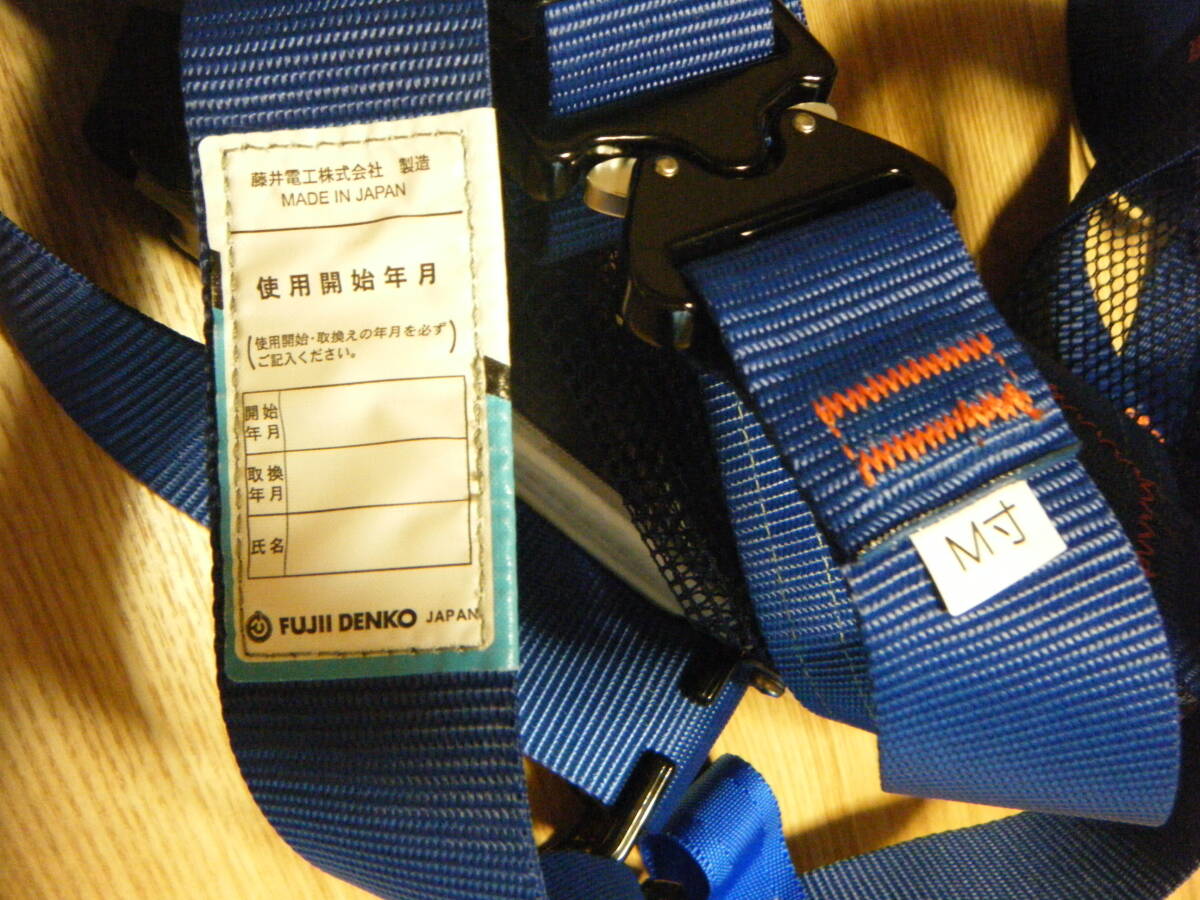 藤井電工株式会社 製造
MADE IN JAPAN
使用開始年月
(使用開始・取換えの年月を必ず
ご記入ください。)
開始
年月
取換
年月
氏名
FUJII DENKO JAPAN
M寸